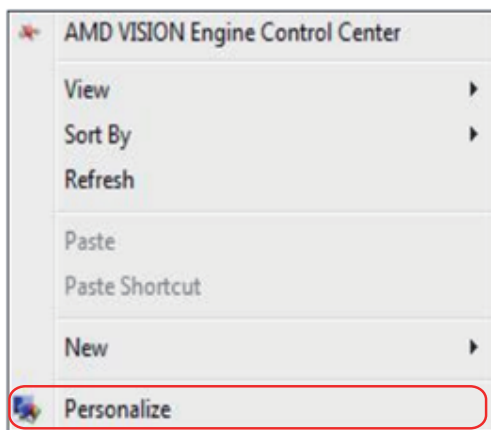 AMD VISION Engine Control Center
View
Sort By
Refresh
Paste
Paste Shortcut
New
Personalize